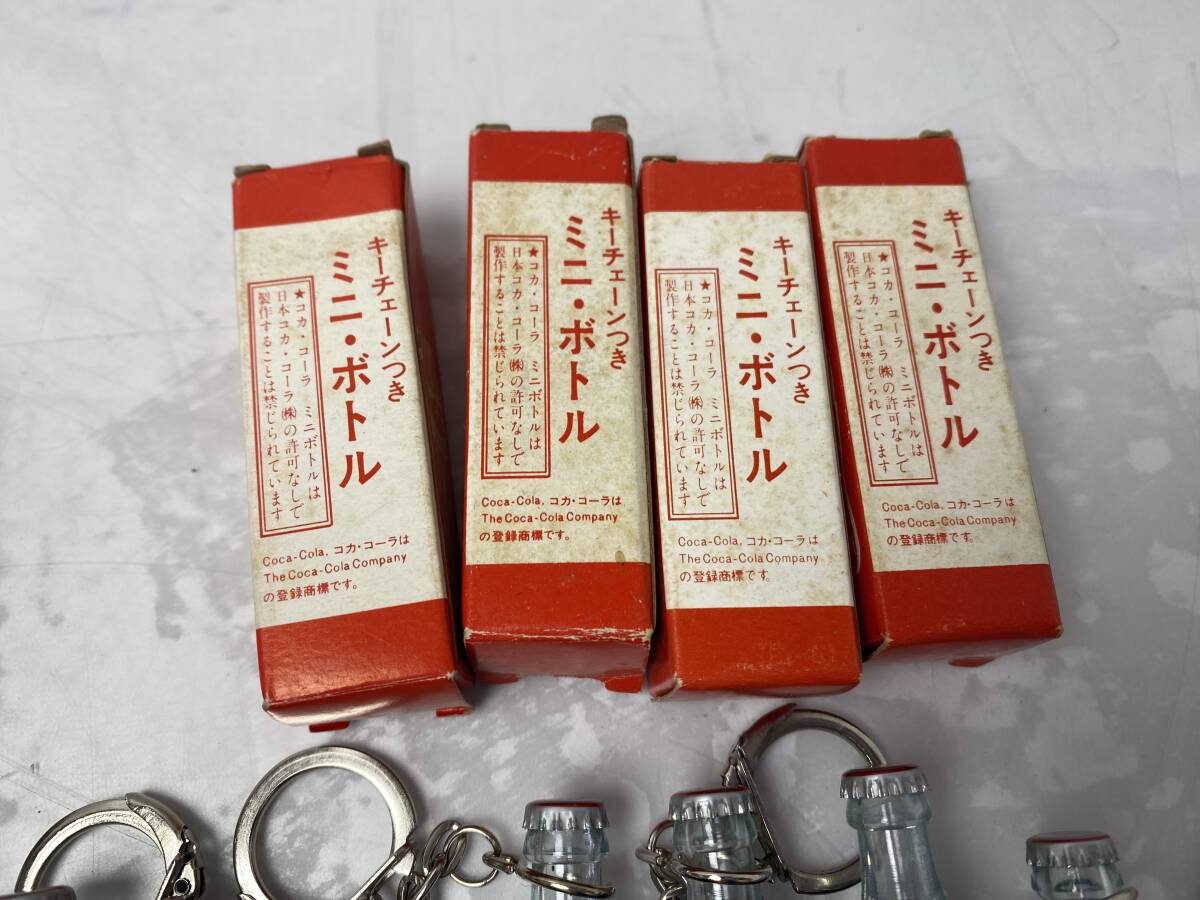 キーチェーンつき
ミニ・ボトル
★コカ・コーラ ミニボトルは
日本コカ・コーラ㈱の許可なしで
製作することは禁じられています
Coca-Cola, コカ・コーラは
The Coca-Cola Company
の登録商標です。
キーチェーンつき
ミニ・ボトル
★コカ・コーラ ミニボトルは
日本コカ・コーラ㈱の許可なしで
製作することは禁じられています
Coca-Cola, コカ・コーラは
The Coca-Cola Company
の登録商標です。
キーチェーンつき
ミニ・ボトル
★コカ・コーラ ミニボトルは
日本コカ・コーラ㈱の許可なしで
製作することは禁じられています
Coca-Cola, コカ・コーラは
The Coca-Cola Company
の登録商標です。
キーチェーンつき
ミニ・ボトル
★コカ・コーラ ミニボトルは
日本コカ・コーラ㈱の許可なしで
製作することは禁じられています
Coca-Cola, コカ・コーラは
The Coca-Cola Company
の登録商標です。